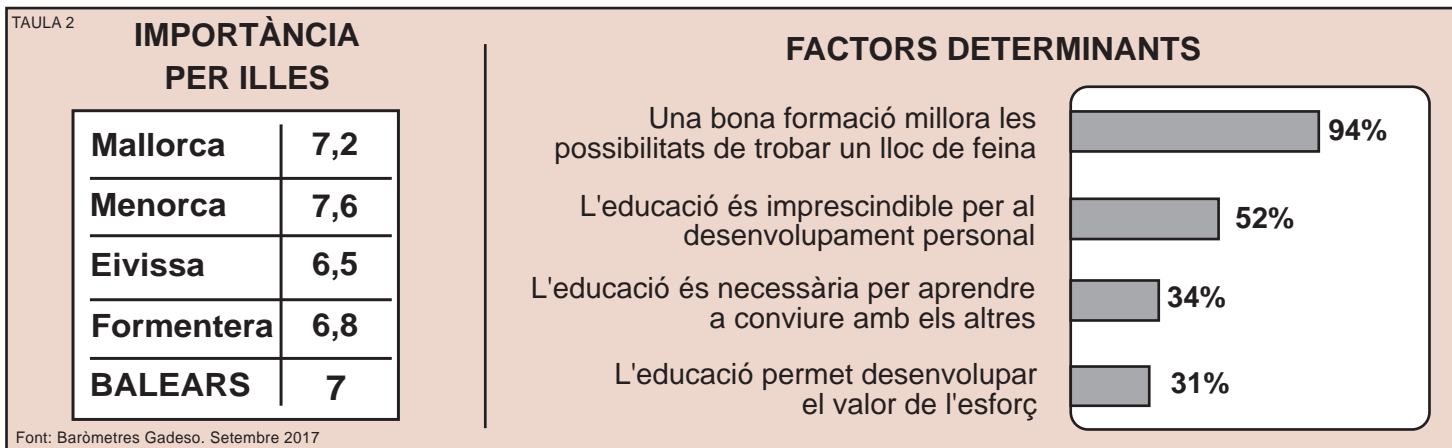 TAULA 2
IMPORTÀNCIA
PER ILLES
Mallorca 7,2
Menorca 7,6
Eivissa 6,5
Formentera 6,8
BALEARS 7
FACTORS DETERMINANTS
Una bona formació millora les
possibilitats de trobar un lloc de feina
94%
L'educació és imprescindible per al
desenvolupament personal
52%
L'educació és necessària per aprendre
a conviure amb els altres
34%
L'educació permet desenvolupar
el valor de l'esforç
31%
Font: Baròmetres Gadeso. Setembre 2017